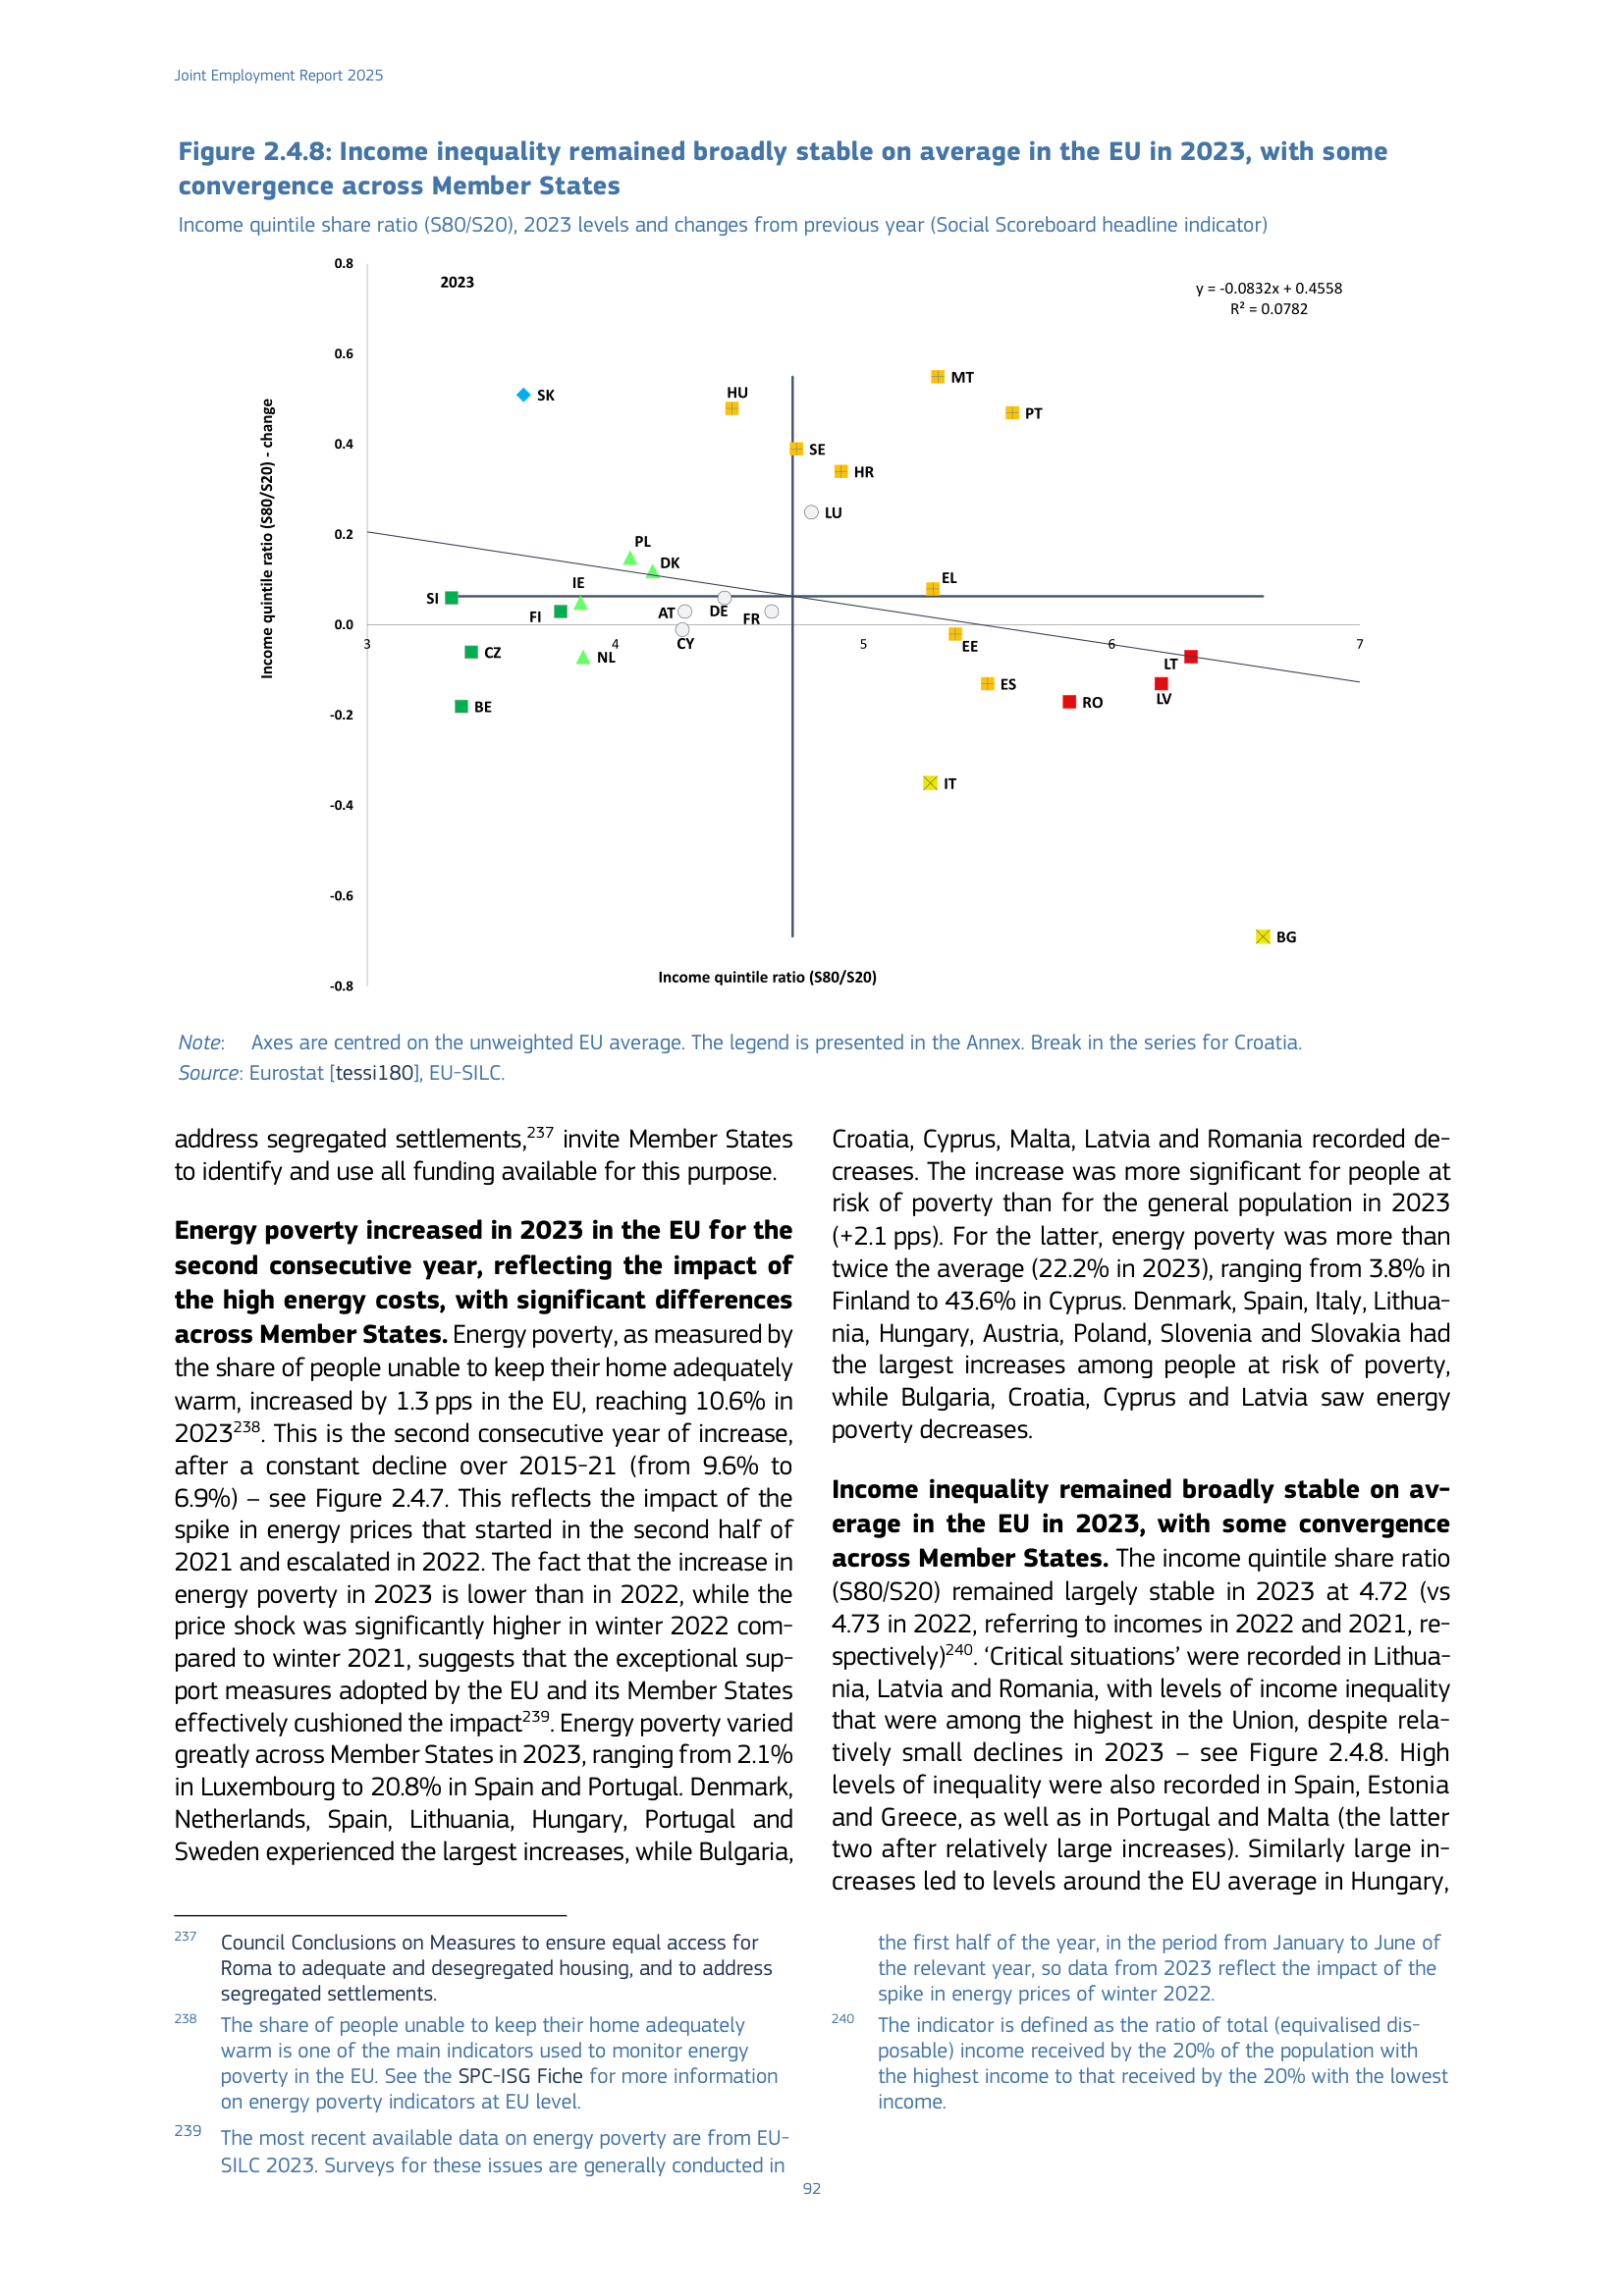 Joint Employment Report 2025
Figure 2.4.8: Income inequality remained broadly stable on average in the EU in 2023, with some
convergence across Member States
Income quintile share ratio (S80/S20), 2023 levels and changes from previous year (Social Scoreboard headline indicator)
0.8
2023
y = -0.0832x + 0.4558
R² = 0.0782
0.6
MT
SK
HU
PT
0.4
SE
HR
LU
0.2
PL
DK
IE
EL
SI
FI
AT
DE
FR
0.0
3
4
CY
5
EE
6
7
CZ
NL
LT
ES
LV
RO
BE
-0.2
IT
-0.4
-0.6
BG
-0.8
Income quintile ratio (S80/S20) - change
Income quintile ratio (S80/S20)
Note: Axes are centred on the unweighted EU average. The legend is presented in the Annex. Break in the series for Croatia.
Source: Eurostat [tessi180], EU-SILC.
address segregated settlements,237 invite Member States
to identify and use all funding available for this purpose.
Energy poverty increased in 2023 in the EU for the
second consecutive year, reflecting the impact of
the high energy costs, with significant differences
across Member States. Energy poverty, as measured by
the share of people unable to keep their home adequately
warm, increased by 1.3 pps in the EU, reaching 10.6% in
2023238. This is the second consecutive year of increase,
after a constant decline over 2015-21 (from 9.6% to
6.9%) – see Figure 2.4.7. This reflects the impact of the
spike in energy prices that started in the second half of
2021 and escalated in 2022. The fact that the increase in
energy poverty in 2023 is lower than in 2022, while the
price shock was significantly higher in winter 2022 com-
pared to winter 2021, suggests that the exceptional sup-
port measures adopted by the EU and its Member States
effectively cushioned the impact239. Energy poverty varied
greatly across Member States in 2023, ranging from 2.1%
in Luxembourg to 20.8% in Spain and Portugal. Denmark,
Netherlands, Spain, Lithuania, Hungary, Portugal and
Sweden experienced the largest increases, while Bulgaria,
Croatia, Cyprus, Malta, Latvia and Romania recorded de-
creases. The increase was more significant for people at
risk of poverty than for the general population in 2023
(+2.1 pps). For the latter, energy poverty was more than
twice the average (22.2% in 2023), ranging from 3.8% in
Finland to 43.6% in Cyprus. Denmark, Spain, Italy, Lithua-
nia, Hungary, Austria, Poland, Slovenia and Slovakia had
the largest increases among people at risk of poverty,
while Bulgaria, Croatia, Cyprus and Latvia saw energy
poverty decreases.
Income inequality remained broadly stable on av-
erage in the EU in 2023, with some convergence
across Member States. The income quintile share ratio
(S80/S20) remained largely stable in 2023 at 4.72 (vs
4.73 in 2022, referring to incomes in 2022 and 2021, re-
spectively)240. ‘Critical situations’ were recorded in Lithua-
nia, Latvia and Romania, with levels of income inequality
that were among the highest in the Union, despite rela-
tively small declines in 2023 – see Figure 2.4.8. High
levels of inequality were also recorded in Spain, Estonia
and Greece, as well as in Portugal and Malta (the latter
two after relatively large increases). Similarly large in-
creases led to levels around the EU average in Hungary,
237 Council Conclusions on Measures to ensure equal access for
Roma to adequate and desegregated housing, and to address
segregated settlements.
238 The share of people unable to keep their home adequately
warm is one of the main indicators used to monitor energy
poverty in the EU. See the SPC-ISG Fiche for more information
on energy poverty indicators at EU level.
239 The most recent available data on energy poverty are from EU-
SILC 2023. Surveys for these issues are generally conducted in
the first half of the year, in the period from January to June of
the relevant year, so data from 2023 reflect the impact of the
spike in energy prices of winter 2022.
240 The indicator is defined as the ratio of total (equivalised dis-
posable) income received by the 20% of the population with
the highest income to that received by the 20% with the lowest
income.
92